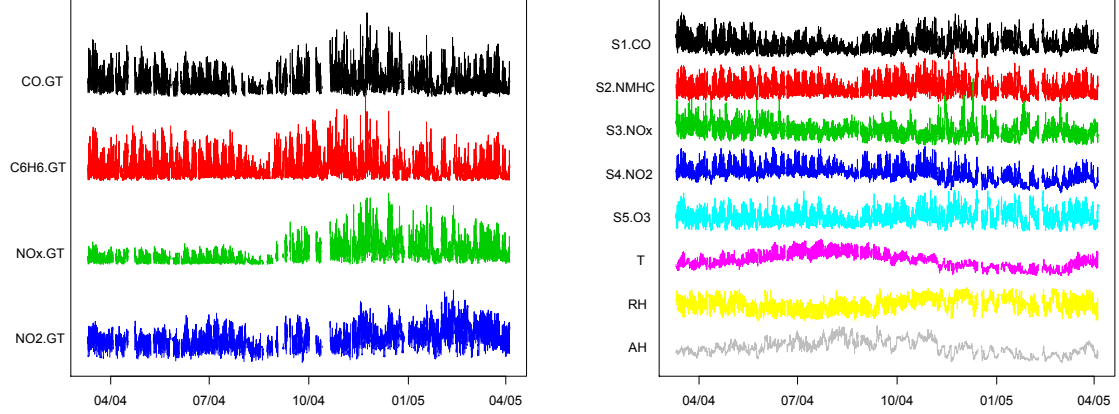 CO.GT
C6H6.GT
NOx.GT
NO2.GT
04/04 07/04 10/04 01/05 04/05
S1.CO
S2.NMHC
S3.NOx
S4.NO2
S5.O3
T
RH
AH
04/04 07/04 10/04 01/05 04/05